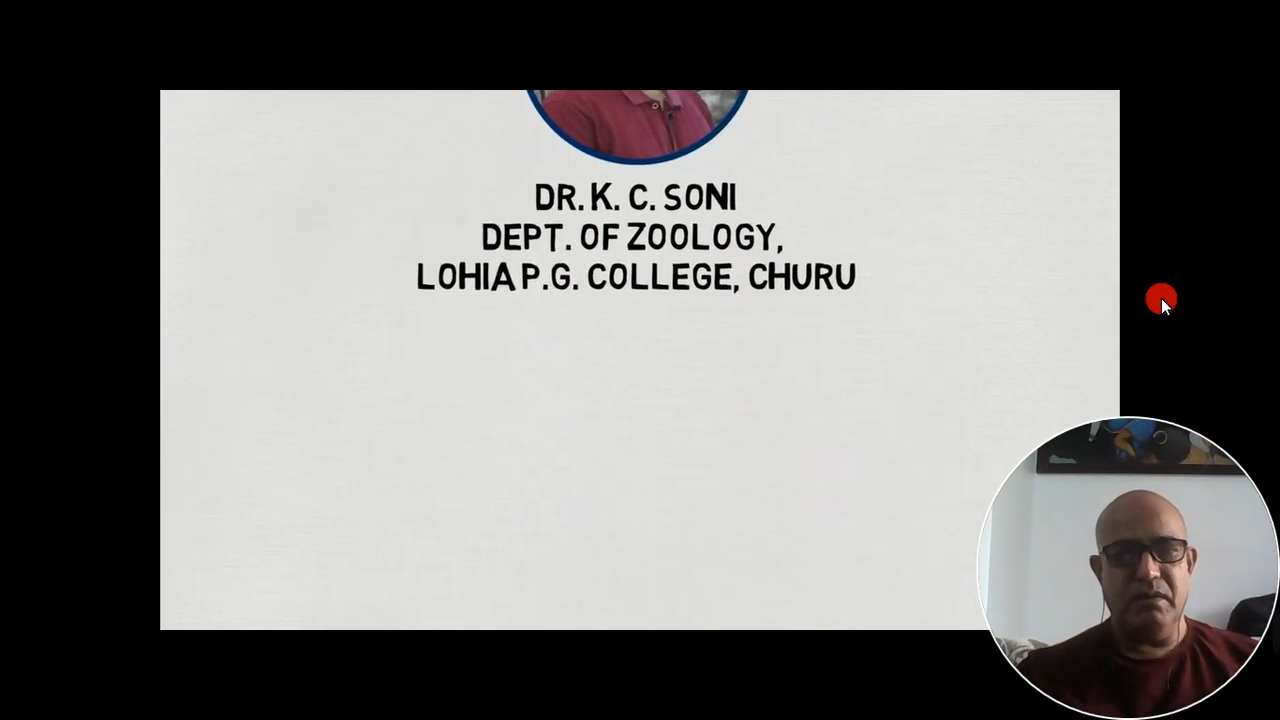 DR. K. C. SONI
DEPT. OF ZOOLOGY,
LOHIA P.G. COLLEGE, CHURU